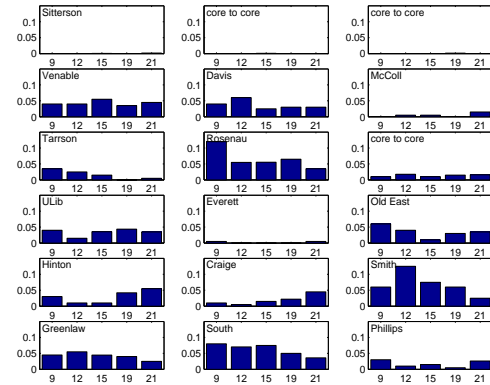 Sitterson core to core core to core
0.1 0.1 0.1
0.05 0.05 0.05
0 0 0
9 12 15 19 21 9 12 15 19 21 9 12 15 19 21
Venable Davis McColl
0.1 0.1 0.1
0.05 0.05 0.05
0 0 0
9 12 15 19 21 9 12 15 19 21 9 12 15 19 21
Tarrson Rosenau core to core
0.1 0.1 0.1
0.05 0.05 0.05
0 0 0
9 12 15 19 21 9 12 15 19 21 9 12 15 19 21
ULib Everett Old East
0.1 0.1 0.1
0.05 0.05 0.05
0 0 0
9 12 15 19 21 9 12 15 19 21 9 12 15 19 21
Hinton Craige Smith
0.1 0.1 0.1
0.05 0.05 0.05
0 0 0
9 12 15 19 21 9 12 15 19 21 9 12 15 19 21
Greenlaw South Phillips
0.1 0.1 0.1
0.05 0.05 0.05
0 0 0
9 12 15 19 21 9 12 15 19 21 9 12 15 19 21